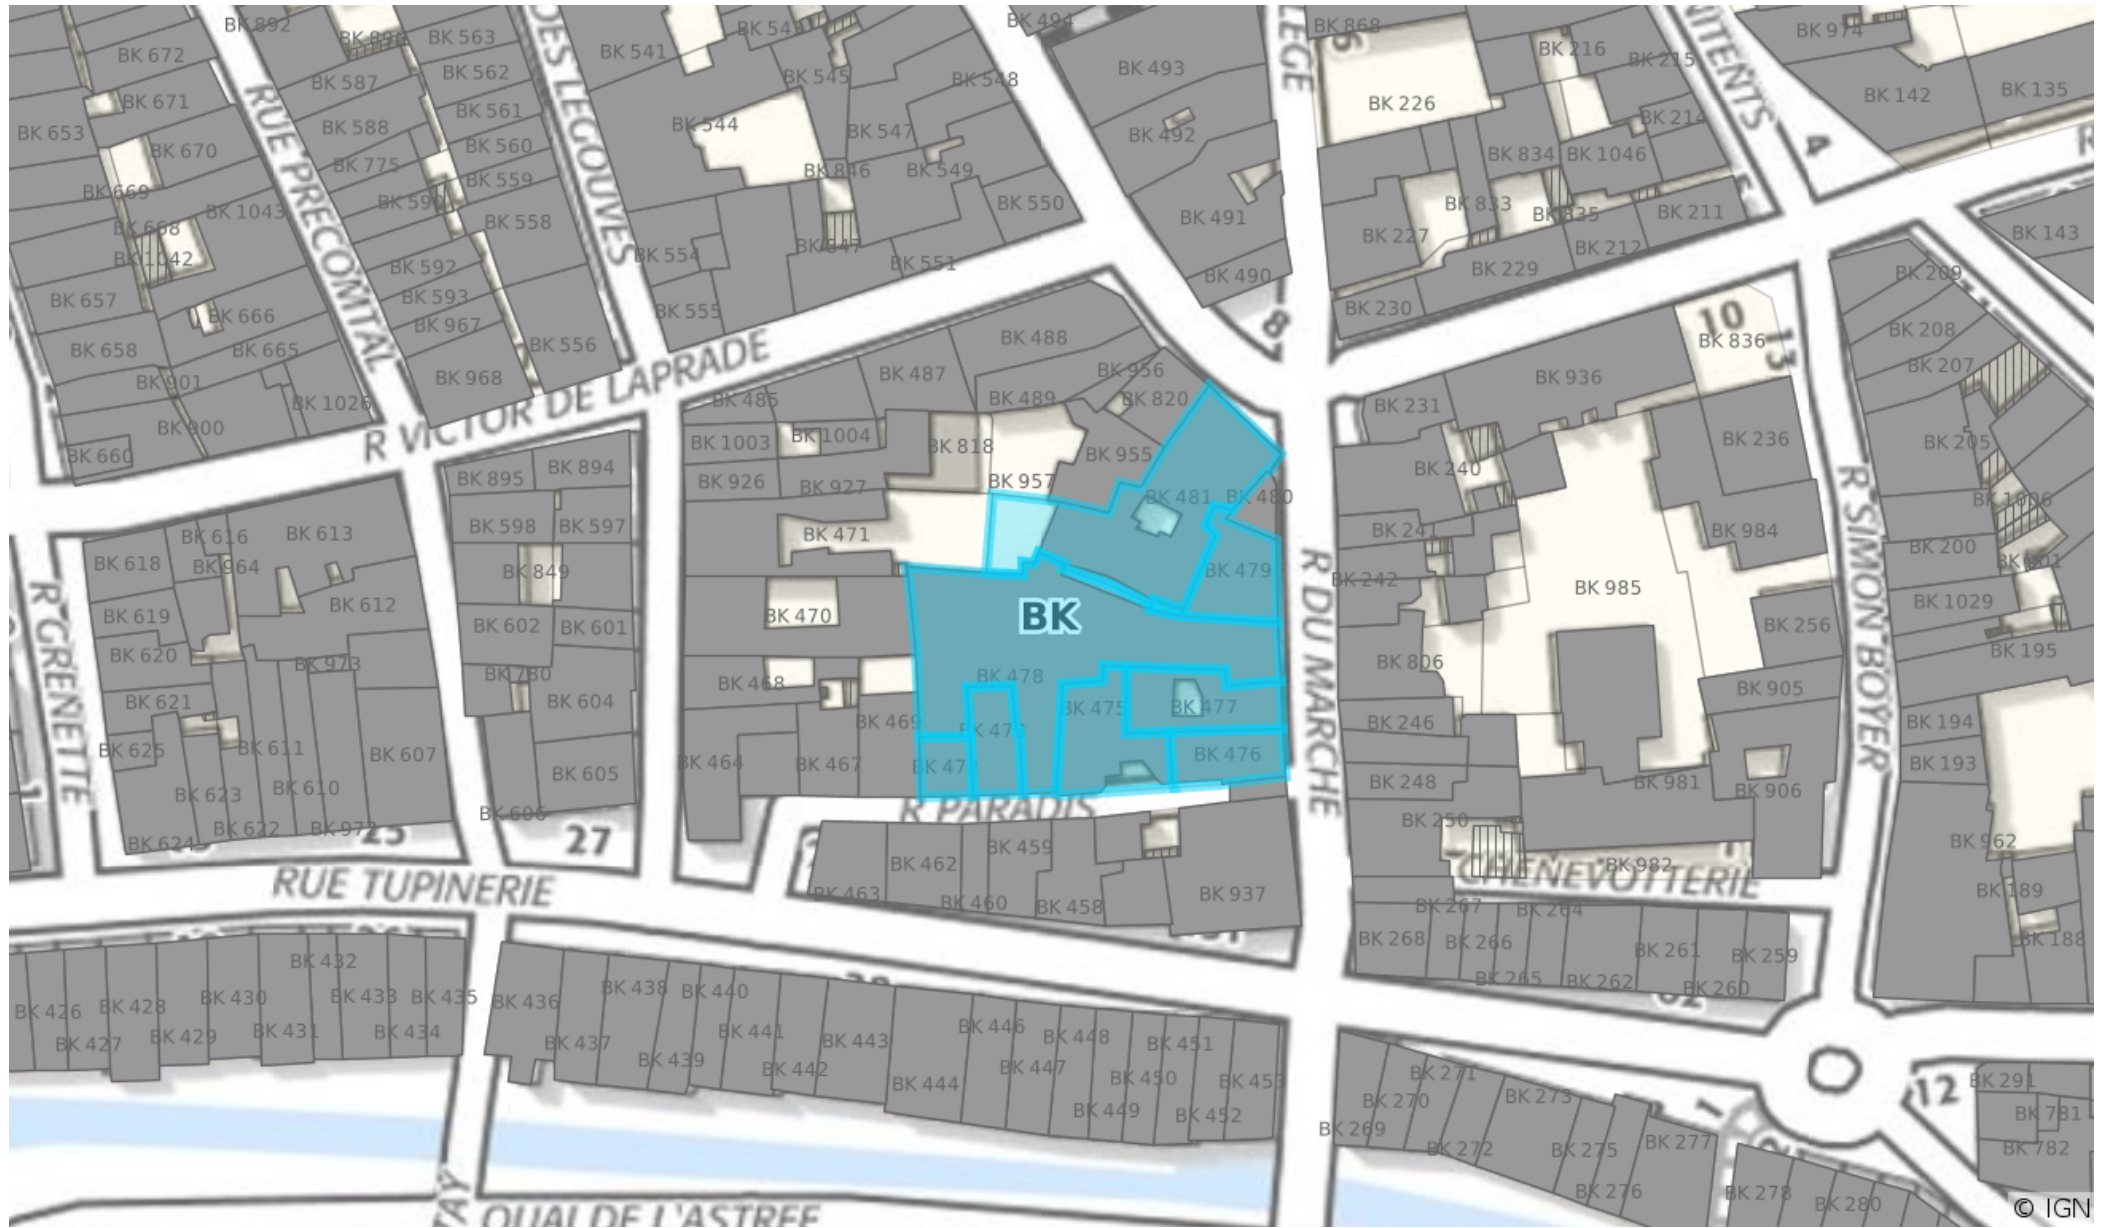 BK 892
BK 896
BK 563
DES LEGOUVES
BK 541
BK 545
BK 494
LEGE
BK 868
6
BK 216
BK 215
NITENTS
BK 974
BK 672
BK 587
BK 562
BK 548
BK 493
BK 226
BK 142
BK 135
BK 671
BK 561
BK 544
BK 547
BK 492
BK 214
BK 653
BK 588
BK 560
BK 670
RUE PRECOMTAL
BK 775
BK 559
BK 846
BK 549
BK 834
BK 1046
4
R
BK 669
BK 590
BK 550
BK 833
BK 835
BK 211
BK 668
BK 1043
BK 558
BK 491
BK 227
BK 212
BK 143
BK 1042
BK 592
BK 554
BK 847
BK 551
BK 490
BK 229
BK 209
BK 657
BK 593
BK 555
BK 230
BK 666
BK 967
BK 488
8
10
BK 836
13
BK 208
BK 658
BK 665
BK 556
R VICTOR DE LAPRADE
BK 487
BK 956
BK 936
BK 207
BK 901
BK 968
BK 485
BK 489
BK 820
BK 231
BK 1026
BK 900
BK 1003
BK 1004
BK 818
BK 955
BK 236
BK 205
BK 660
BK 895
BK 894
BK 926
BK 927
BK 957
BK 481
BK 480
BK 240
R SIMON BOYER
BK 1006
BK 616
BK 613
BK 598
BK 597
BK 471
BK 241
BK 984
BK 200
BK 618
BK 964
BK 849
BK 479
BK 242
BK 985
R GRENETTE
BK 619
BK 612
BK 470
BK
R DU MARCHE
BK 1029
BK 602
BK 601
BK 256
BK 620
BK 973
BK 468
BK 478
BK 806
BK 195
BK 780
BK 905
BK 621
BK 604
BK 469
BK 475
BK 477
BK 246
BK 194
BK 625
BK 611
BK 607
BK 464
BK 467
BK 476
BK 193
BK 623
BK 610
BK 605
BK 248
BK 981
BK 906
1
R PARADIS
BK 606
BK 250
BK 624
BK 622
25
27
BK 462
BK 459
BK 982
CHENEVOTTERIE
BK 962
RUE TUPINERIE
BK 463
BK 460
BK 458
BK 937
BK 189
BK 267
BK 264
BK 268
BK 266
BK 261
BK 259
BK 188
BK 432
BK 265
BK 262
BK 260
BK 426
BK 428
BK 430
BK 433
BK 435
BK 436
BK 438
BK 440
BK 427
BK 429
BK 431
BK 434
BK 437
BK 439
BK 441
BK 442
BK 443
BK 446
BK 448
BK 451
BK 444
BK 447
BK 450
BK 453
BK 449
BK 452
BK 271
BK 270
BK 273
12
BK 291
BK 781
BK 269
BK 272
BK 275
BK 277
BK 782
BK 276
BK 278
BK 280
TAY
QUAI DE L'ASTREE
© IGN